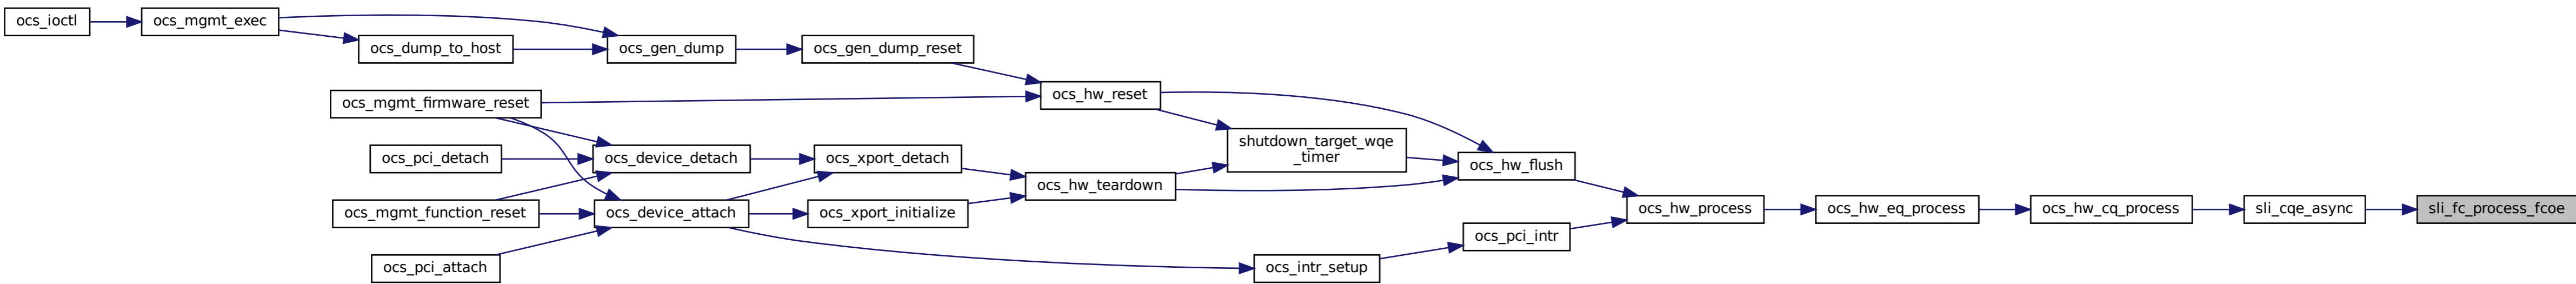 ocs_ioctl
ocs_mgmt_exec
ocs_dump_to_host
ocs_gen_dump
ocs_gen_dump_reset
ocs_mgmt_firmware_reset
ocs_hw_reset
ocs_pci_detach
ocs_device_detach
ocs_xport_detach
shutdown_target_wqe
_timer
ocs_hw_flush
ocs_hw_teardown
ocs_mgmt_function_reset
ocs_device_attach
ocs_xport_initialize
ocs_hw_process
ocs_hw_eq_process
ocs_hw_cq_process
sli_cqe_async
sli_fc_process_fcoe
ocs_pci_intr
ocs_pci_attach
ocs_intr_setup